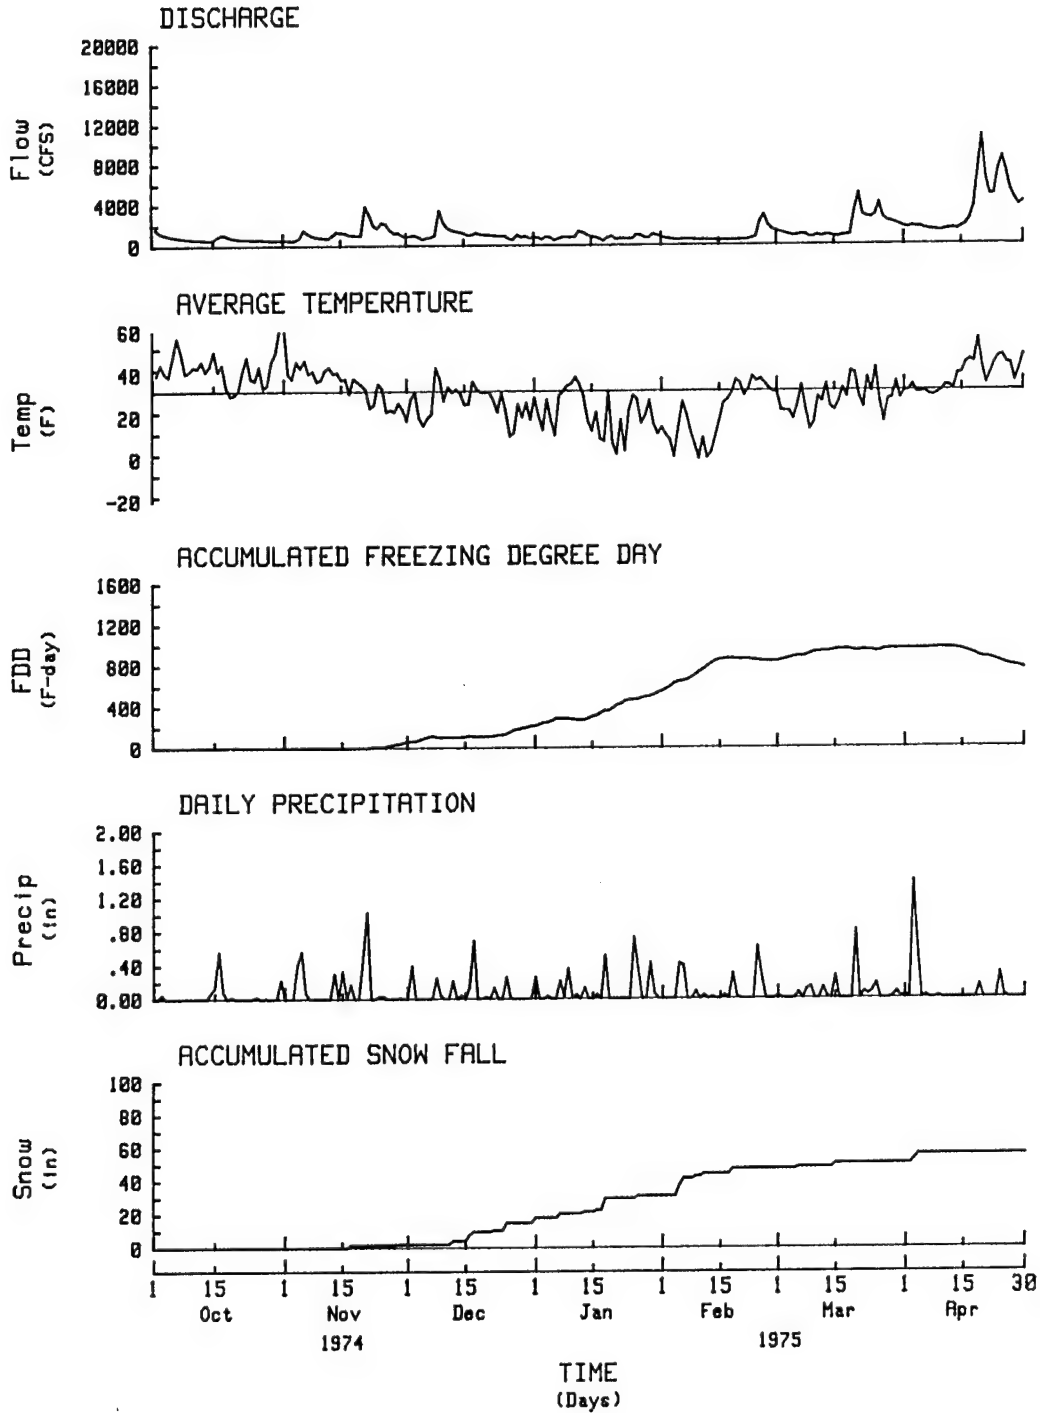 DISCHARGE
20000
16000
12000
8000
4000
0
Flow
(CFS)
AVERAGE TEMPERATURE
60
40
20
0
-20
Temp
(F)
ACCUMULATED FREEZING DEGREE DAY
1600
1200
800
400
0
FDD
(F-day)
DAILY PRECIPITATION
2.00
1.60
1.20
.80
.40
0.00
Precip
(in)
ACCUMULATED SNOW FALL
100
80
60
40
20
0
Snow
(in)
1 15 1 15 1 15 1 15 1 15 1 15 1 15 30
Oct Nov Dec Jan Feb Mar Apr
1974 1975
TIME
(Days)